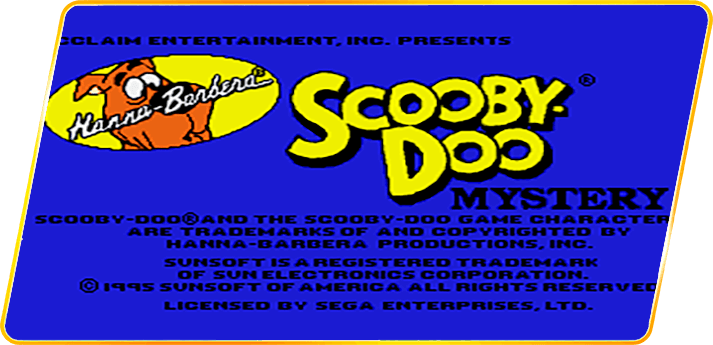 CCLAIM ENTERTAINMENT, INC. PRESENTS
Hanna-Barbera
SCOOBY-DOO®
MYSTERY
SCOOBY-DOO® AND THE SCOOBY-DOO GAME CHARACTER
ARE TRADEMARKS OF AND COPYRIGHTED BY
HANNA-BARBERA PRODUCTIONS, INC.
SUNSOFT IS A REGISTERED TRADEMARK
OF SUN ELECTRONICS CORPORATION.
© 1995 SUNSOFT OF AMERICA ALL RIGHTS RESERVED
LICENSED BY SEGA ENTERPRISES, LTD.